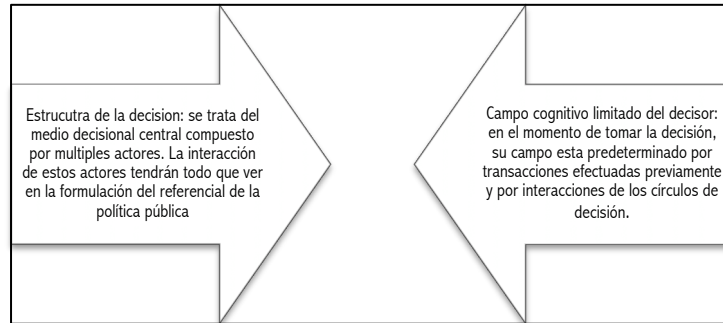 Estrucutra de la decision: se trata del
medio decisional central compuesto
por multiples actores. La interacción
de estos actores tendrán todo que ver
en la formulación del referencial de la
política pública
Campo cognitivo limitado del decisor:
en el momento de tomar la decisión,
su campo esta predeterminado por
transacciones efectuadas previamente
y por interacciones de los círculos de
decisión.